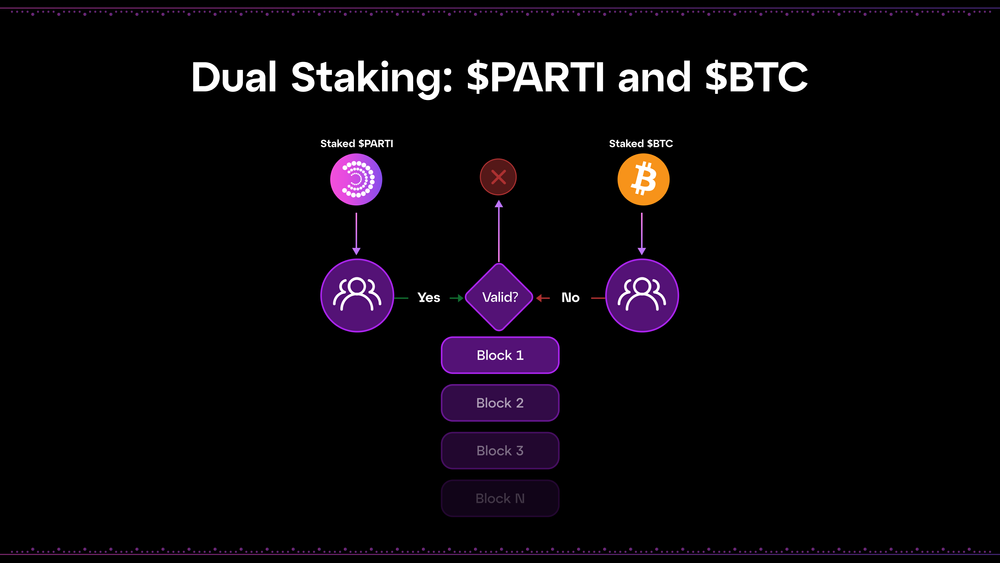 Dual Staking: $PARTI and $BTC
Staked $PARTI
Staked $BTC
Yes
Valid?
No
Block 1
Block 2
Block 3
Block N